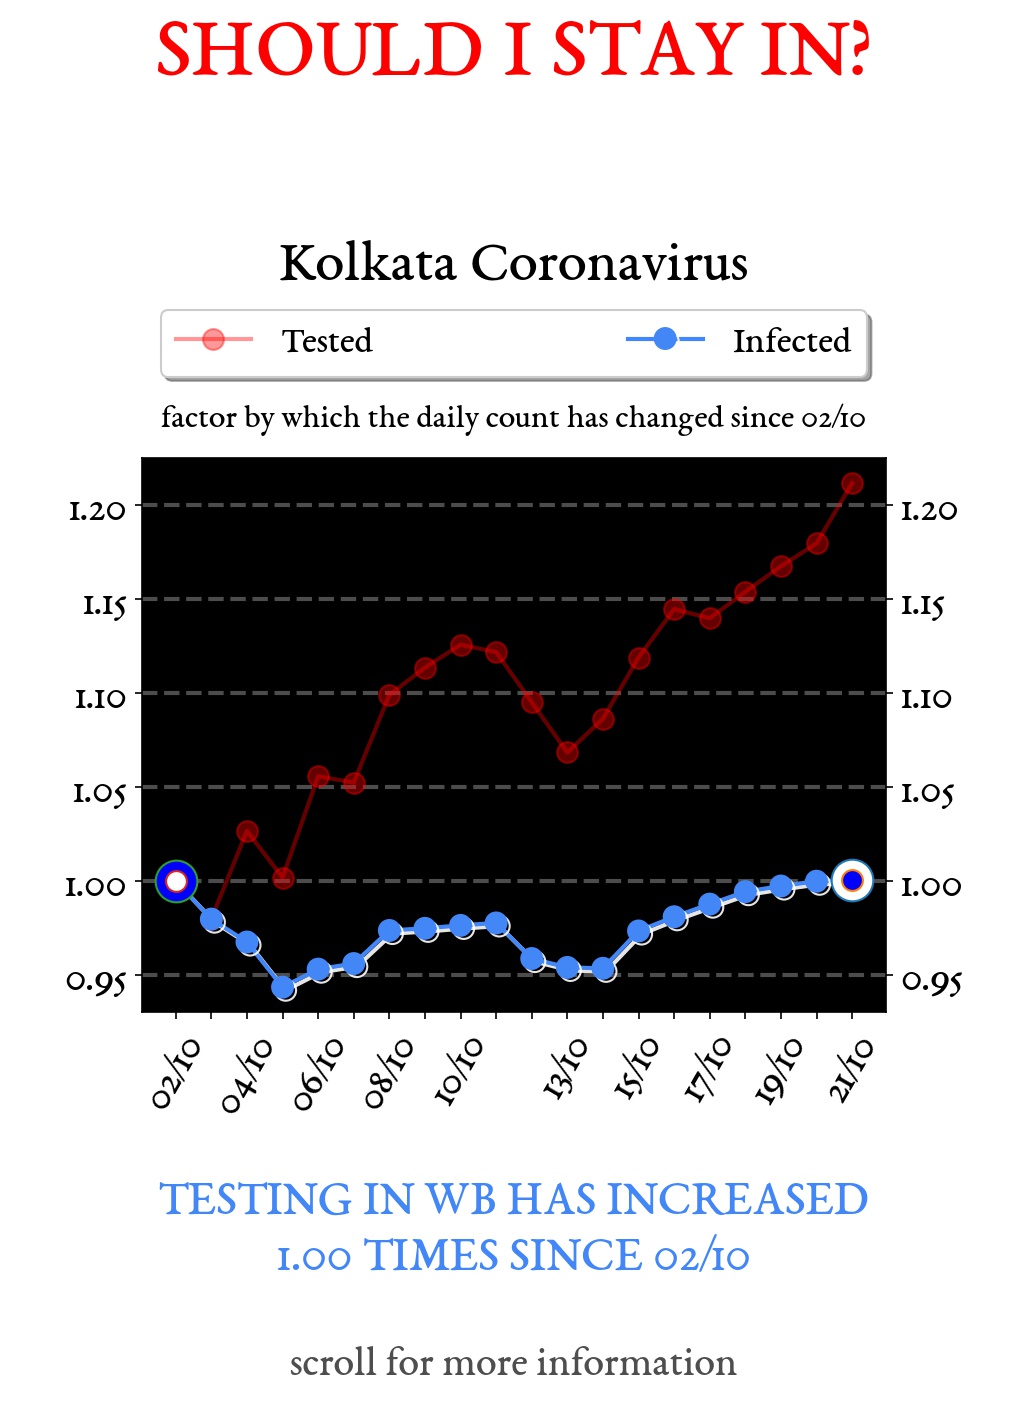 SHOULD I STAY IN?
Kolkata Coronavirus
Tested Infected
factor by which the daily count has changed since 02/10
1.20 1.20
1.15 1.15
1.10 1.10
1.05 1.05
1.00 1.00
0.95 0.95
02/10 04/10 06/10 08/10 10/10 13/10 15/10 17/10 19/10 21/10
TESTING IN WB HAS INCREASED
1.00 TIMES SINCE 02/10
scroll for more information